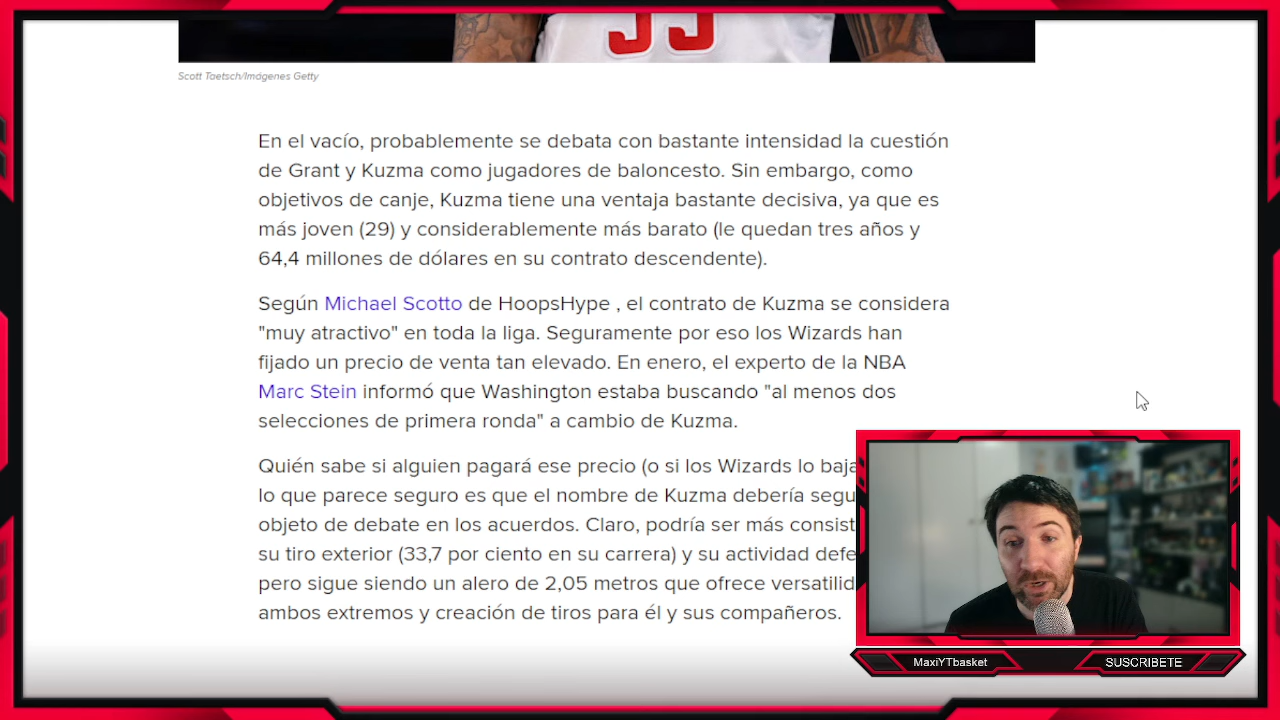 33
Scott Taetsch/Imágenes Getty
En el vacío, probablemente se debata con bastante intensidad la cuestión
de Grant y Kuzma como jugadores de baloncesto. Sin embargo, como
objetivos de canje, Kuzma tiene una ventaja bastante decisiva, ya que es
más joven (29) y considerablemente más barato (le quedan tres años y
64,4 millones de dólares en su contrato descendente).
Según Michael Scotto de HoopsHype , el contrato de Kuzma se considera
"muy atractivo" en toda la liga. Seguramente por eso los Wizards han
fijado un precio de venta tan elevado. En enero, el experto de la NBA
Marc Stein informó que Washington estaba buscando "al menos dos
selecciones de primera ronda" a cambio de Kuzma.
Quién sabe si alguien pagará ese precio (o si los Wizards lo baja
lo que parece seguro es que el nombre de Kuzma debería segu
objeto de debate en los acuerdos. Claro, podría ser más consist
su tiro exterior (33,7 por ciento en su carrera) y su actividad defe
pero sigue siendo un alero de 2,05 metros que ofrece versatilid
ambos extremos y creación de tiros para él y sus compañeros.
MaxiYTbasket
SUSCRIBETE